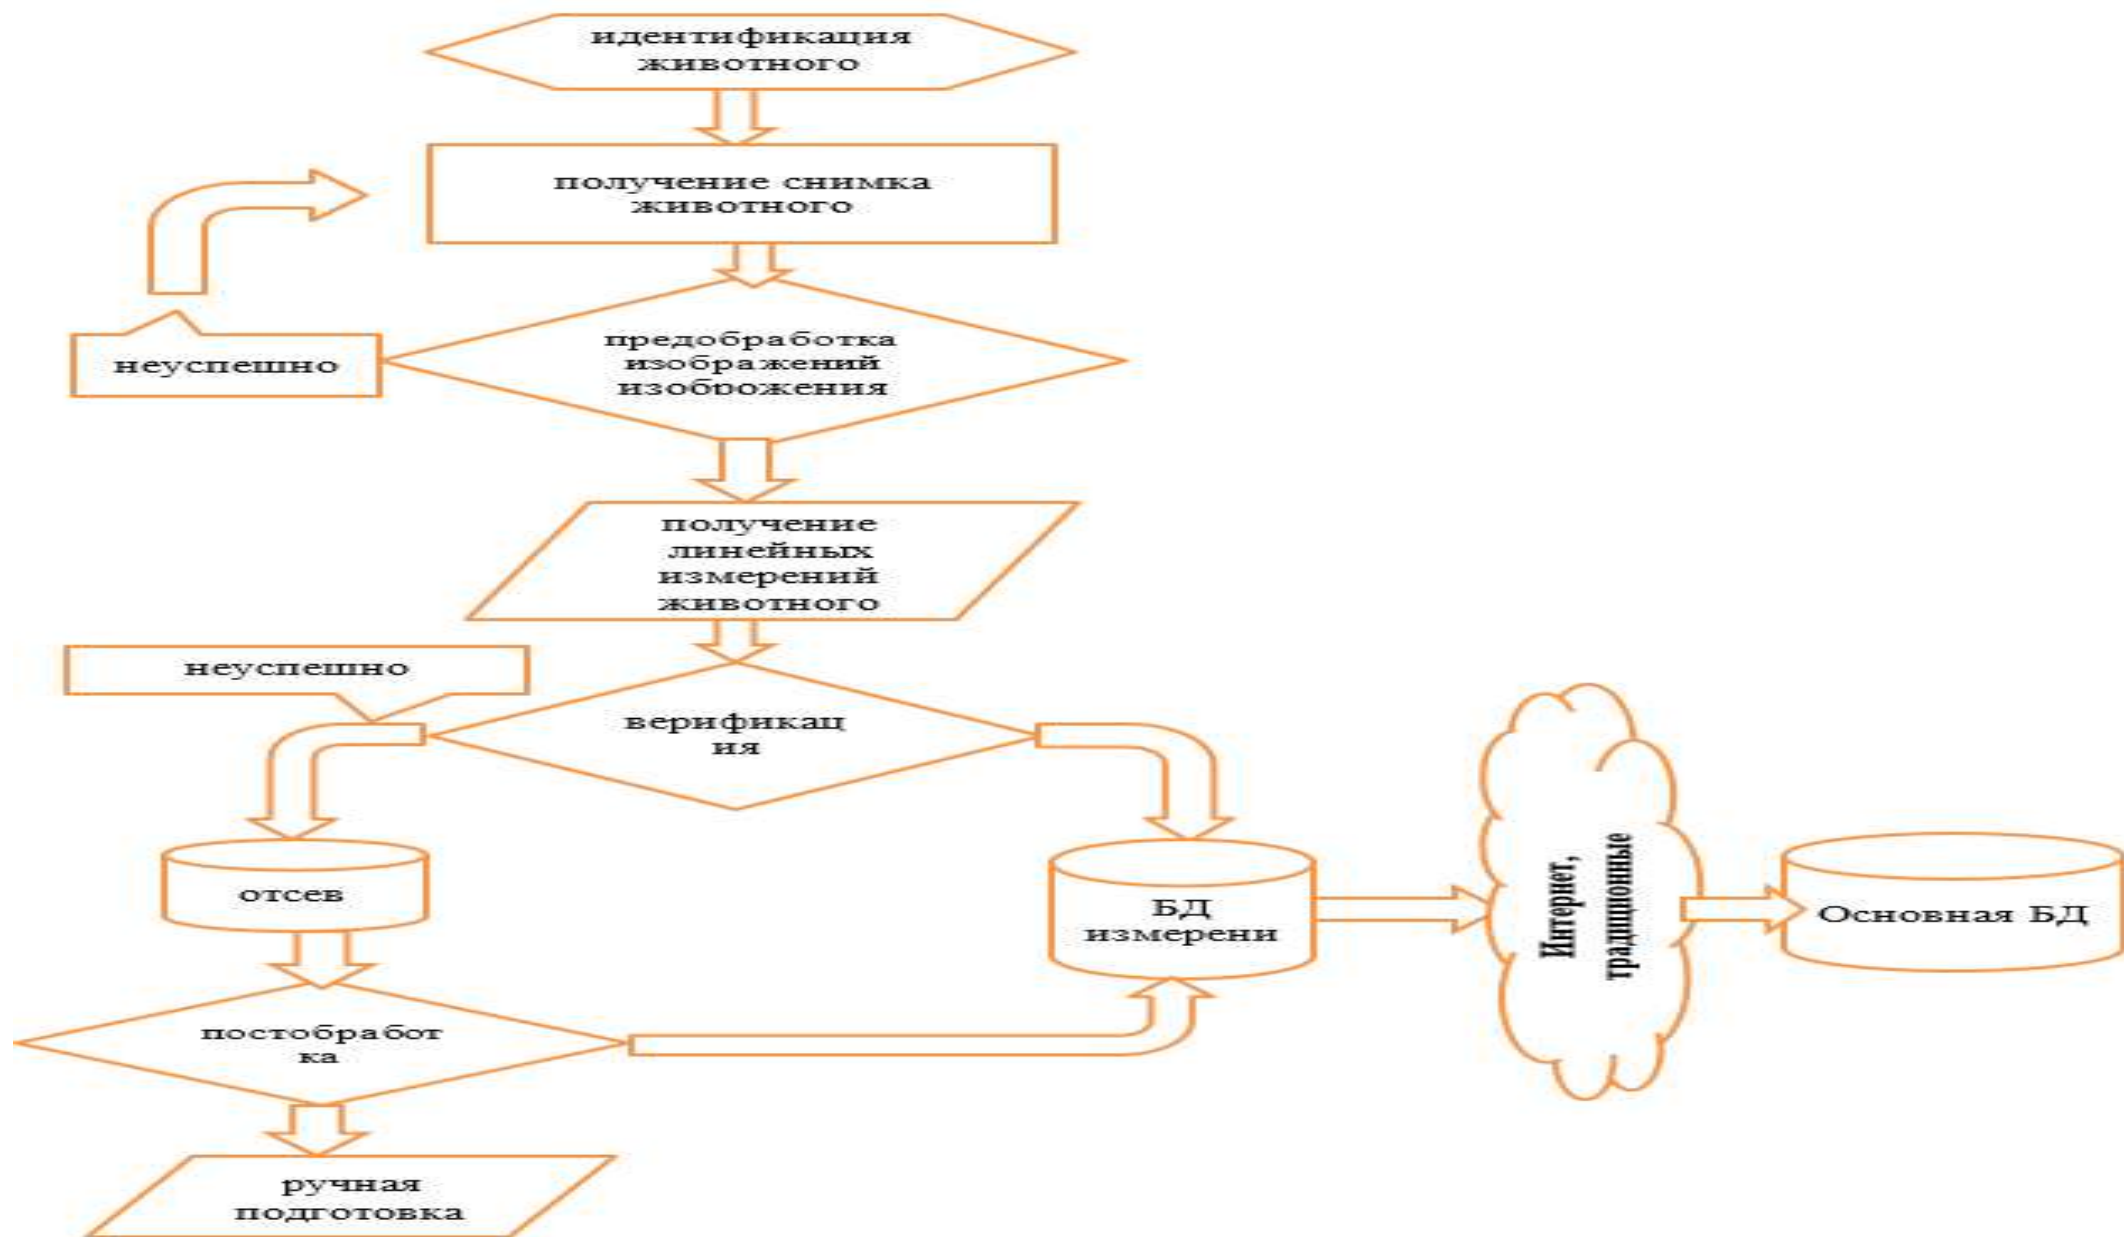 идентификация
животного
получение снимка
животного
неуспешно
предобработка
изображений
изоброжения
получение
линейных
измерений
животного
неуспешно
верификац
ия
отсев
БД
измерени
Интернет,
традиционные
Основная БД
постобработ
ка
ручная
подготовка